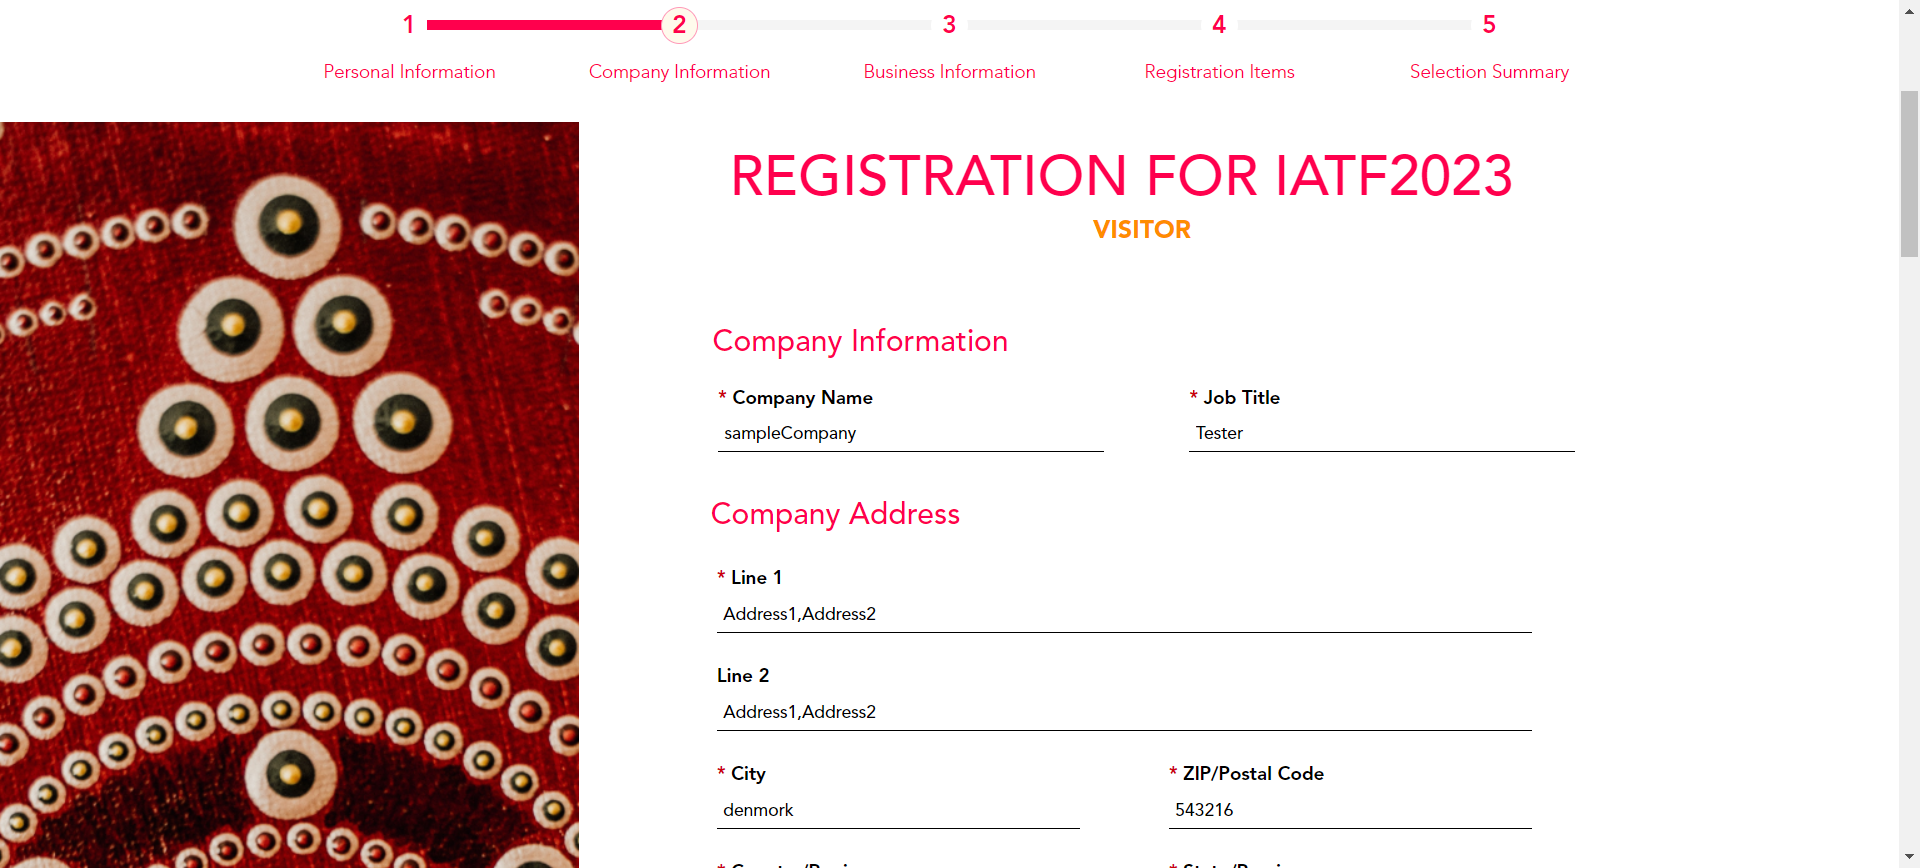 1 2 3 4 5
Personal Information Company Information Business Information Registration Items Selection Summary
REGISTRATION FOR IATF2023
VISITOR
Company Information
* Company Name * Job Title
sampleCompany Tester
Company Address
* Line 1
Address1,Address2
Line 2
Address1,Address2
* City * ZIP/Postal Code
denmork 543216